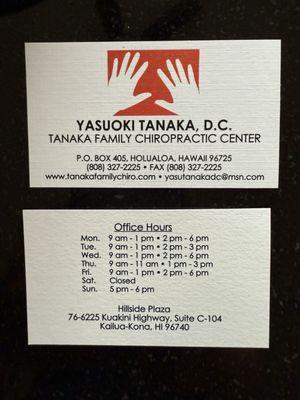 YASUOKI TANAKA, D.C.
TANAKA FAMILY CHIROPRACTIC CENTER
P.O. BOX 405, HOLUALOA, HAWAII 96725
(808) 327-2225 • FAX (808) 327-2225
www.tanakafamilychiro.com • yasutanakadc@msn.com
Office Hours
Mon. 9 am - 1 pm • 2 pm - 6 pm
Tue. 9 am - 1 pm • 2 pm - 6 pm
Wed. 9 am - 1 pm • 2 pm - 6 pm
Thu. 9 am - 11 am • 1 pm - 3 pm
Fri. 9 am - 1 pm • 2 pm - 6 pm
Sat. Closed
Sun. 5 pm - 6 pm
Hillside Plaza
76-6225 Kuakini Highway, Suite C-104
Kailua-Kona, HI 96740